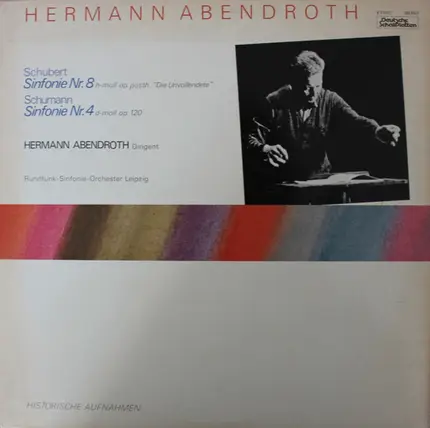 HERMANN ABENDROTH
STEREO
Deutsche
Schallplatten
Schubert
Sinfonie Nr. 8 h-moll op. posth. "Die Unvollendete"
Schumann
Sinfonie Nr. 4 d-moll op. 120
HERMANN ABENDROTH Dirigent
Rundfunk-Sinfonie-Orchester Leipzig
HISTORISCHE AUFNAHMEN